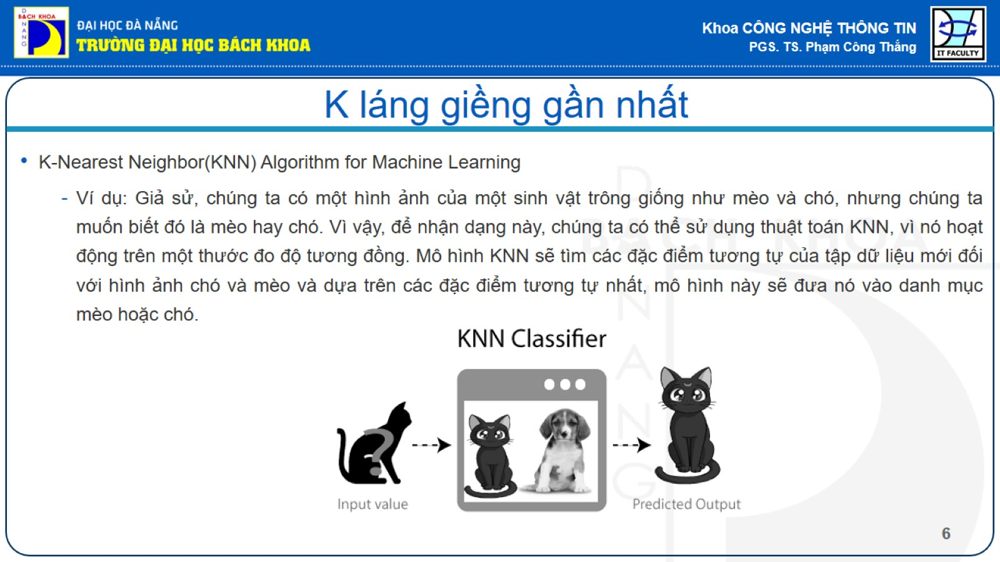 DANANG
BÁCH KHOA
ĐẠI HỌC ĐÀ NẴNG
TRƯỜNG ĐẠI HỌC BÁCH KHOA
Khoa CÔNG NGHỆ THÔNG TIN
PGS. TS. Phạm Công Thắng
IT FACULTY
K láng giềng gần nhất
• K-Nearest Neighbor(KNN) Algorithm for Machine Learning
- Ví dụ: Giả sử, chúng ta có một hình ảnh của một sinh vật trông giống như mèo và chó, nhưng chúng ta
muốn biết đó là mèo hay chó. Vì vậy, để nhận dạng này, chúng ta có thể sử dụng thuật toán KNN, vì nó hoạt
động trên một thước đo độ tương đồng. Mô hình KNN sẽ tìm các đặc điểm tương tự của tập dữ liệu mới đối
với hình ảnh chó và mèo và dựa trên các đặc điểm tương tự nhất, mô hình này sẽ đưa nó vào danh mục
mèo hoặc chó.
KNN Classifier
?
Input value
Predicted Output
DANANG
BÁCH KHOA
6